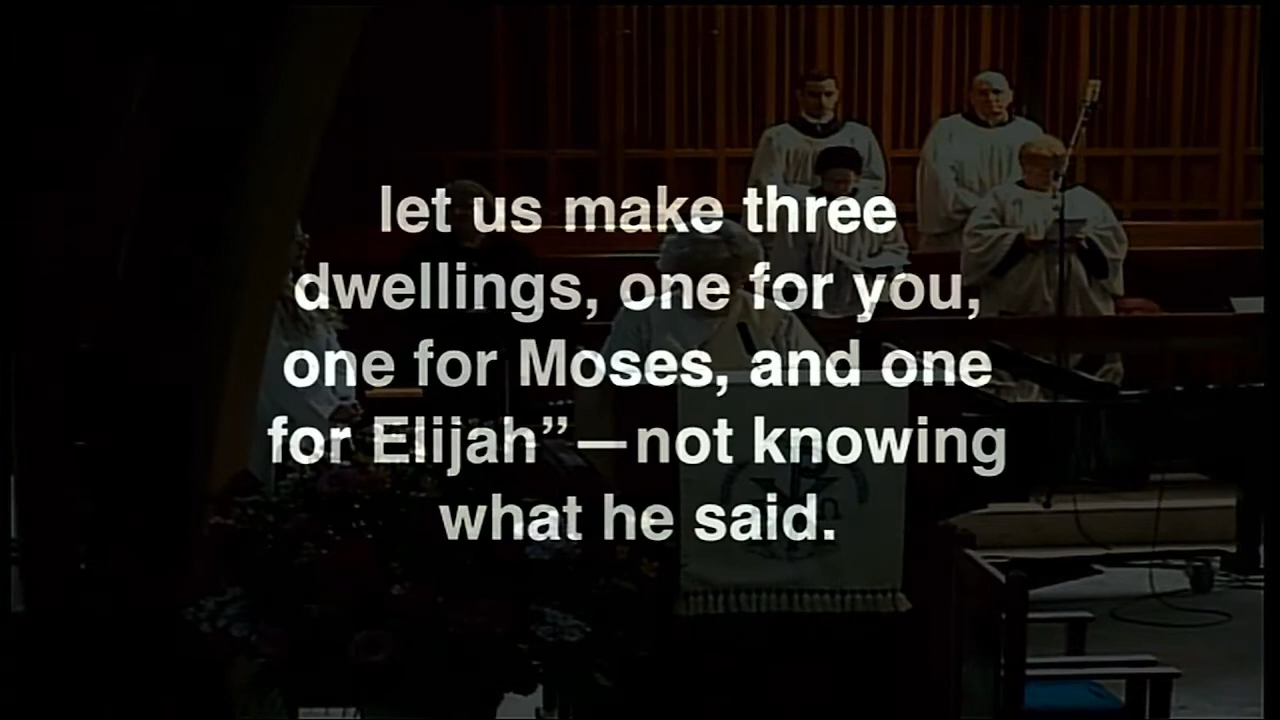 let us make three
dwellings, one for you,
one for Moses, and one
for Elijah”—not knowing
what he said.